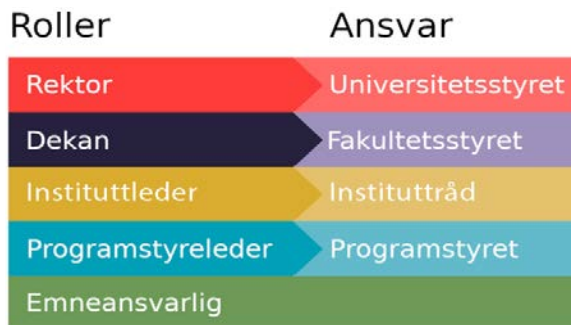 Roller Ansvar
Rektor Universitetsstyret
Dekan Fakultetsstyret
Instituttleder Instituttråd
Programstyreleder Programstyret
Emneansvarlig